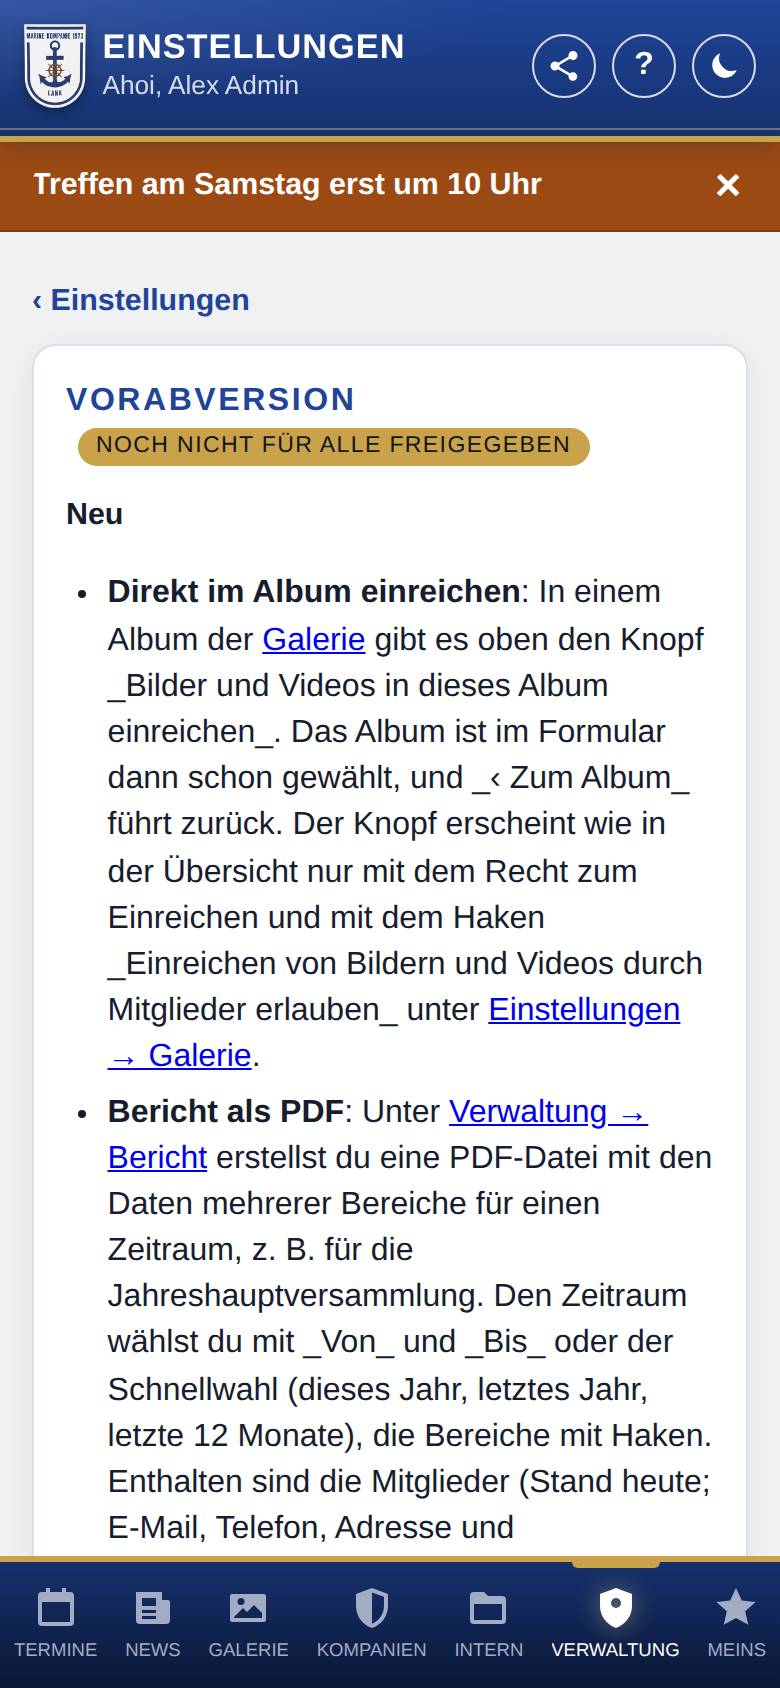 MARINE KOMPANIE 1973
LANK
EINSTELLUNGEN
Ahoi, Alex Admin
?
Treffen am Samstag erst um 10 Uhr
×
‹ Einstellungen
VORABVERSION
NOCH NICHT FÜR ALLE FREIGEGEBEN
Neu
• Direkt im Album einreichen: In einem
Album der Galerie gibt es oben den Knopf
_Bilder und Videos in dieses Album
einreichen_. Das Album ist im Formular
dann schon gewählt, und _‹ Zum Album_
führt zurück. Der Knopf erscheint wie in
der Übersicht nur mit dem Recht zum
Einreichen und mit dem Haken
_Einreichen von Bildern und Videos durch
Mitglieder erlauben_ unter Einstellungen
→ Galerie.
• Bericht als PDF: Unter Verwaltung →
Bericht erstellst du eine PDF-Datei mit den
Daten mehrerer Bereiche für einen
Zeitraum, z. B. für die
Jahreshauptversammlung. Den Zeitraum
wählst du mit _Von_ und _Bis_ oder der
Schnellwahl (dieses Jahr, letztes Jahr,
letzte 12 Monate), die Bereiche mit Haken.
Enthalten sind die Mitglieder (Stand heute;
E-Mail, Telefon, Adresse und
TERMINE NEWS GALERIE KOMPANIEN INTERN VERWALTUNG MEINS